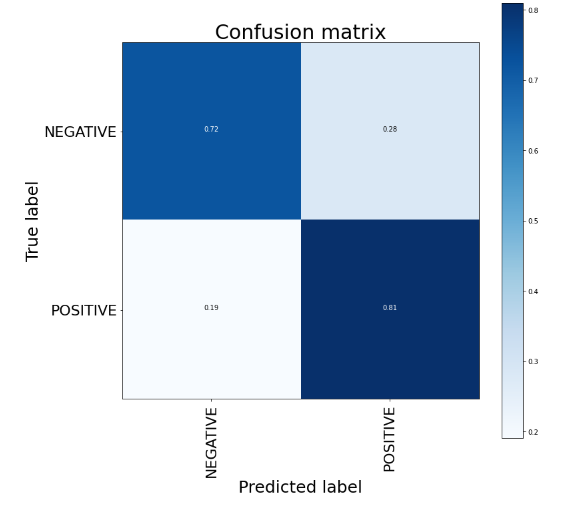 Confusion matrix
True label
NEGATIVE
0.72
0.28
POSITIVE
0.19
0.81
NEGATIVE
POSITIVE
Predicted label
0.8
0.7
0.6
0.5
0.4
0.3
0.2